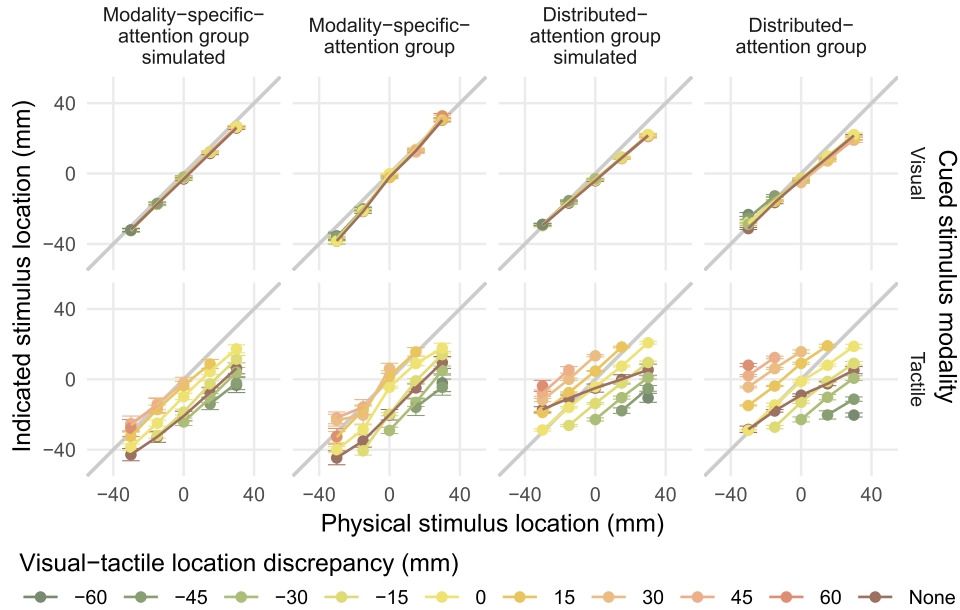 Modality−specific−
attention group
simulated
Modality−specific−
attention group
Distributed−
attention group
simulated
Distributed−
attention group
Indicated stimulus location (mm)
40
0
−40
40
0
−40
Visual
Tactile
Cued stimulus modality
−40 0 40 −40 0 40 −40 0 40 −40 0 40
Physical stimulus location (mm)
Visual−tactile location discrepancy (mm)
−60 −45 −30 −15 0 15 30 45 60 None